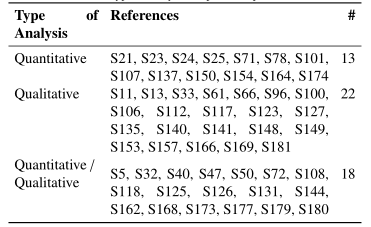 Type of References #
Analysis
Quantitative S21, S23, S24, S25, S71, S78, S101, 13
S107, S137, S150, S154, S164, S174
Qualitative S11, S13, S33, S61, S66, S96, S100, 22
S106, S112, S117, S123, S127,
S135, S140, S141, S148, S149,
S153, S157, S166, S169, S181
Quantitative / S5, S32, S40, S47, S50, S72, S108, 18
Qualitative S118, S125, S126, S131, S144,
S162, S168, S173, S177, S179, S180